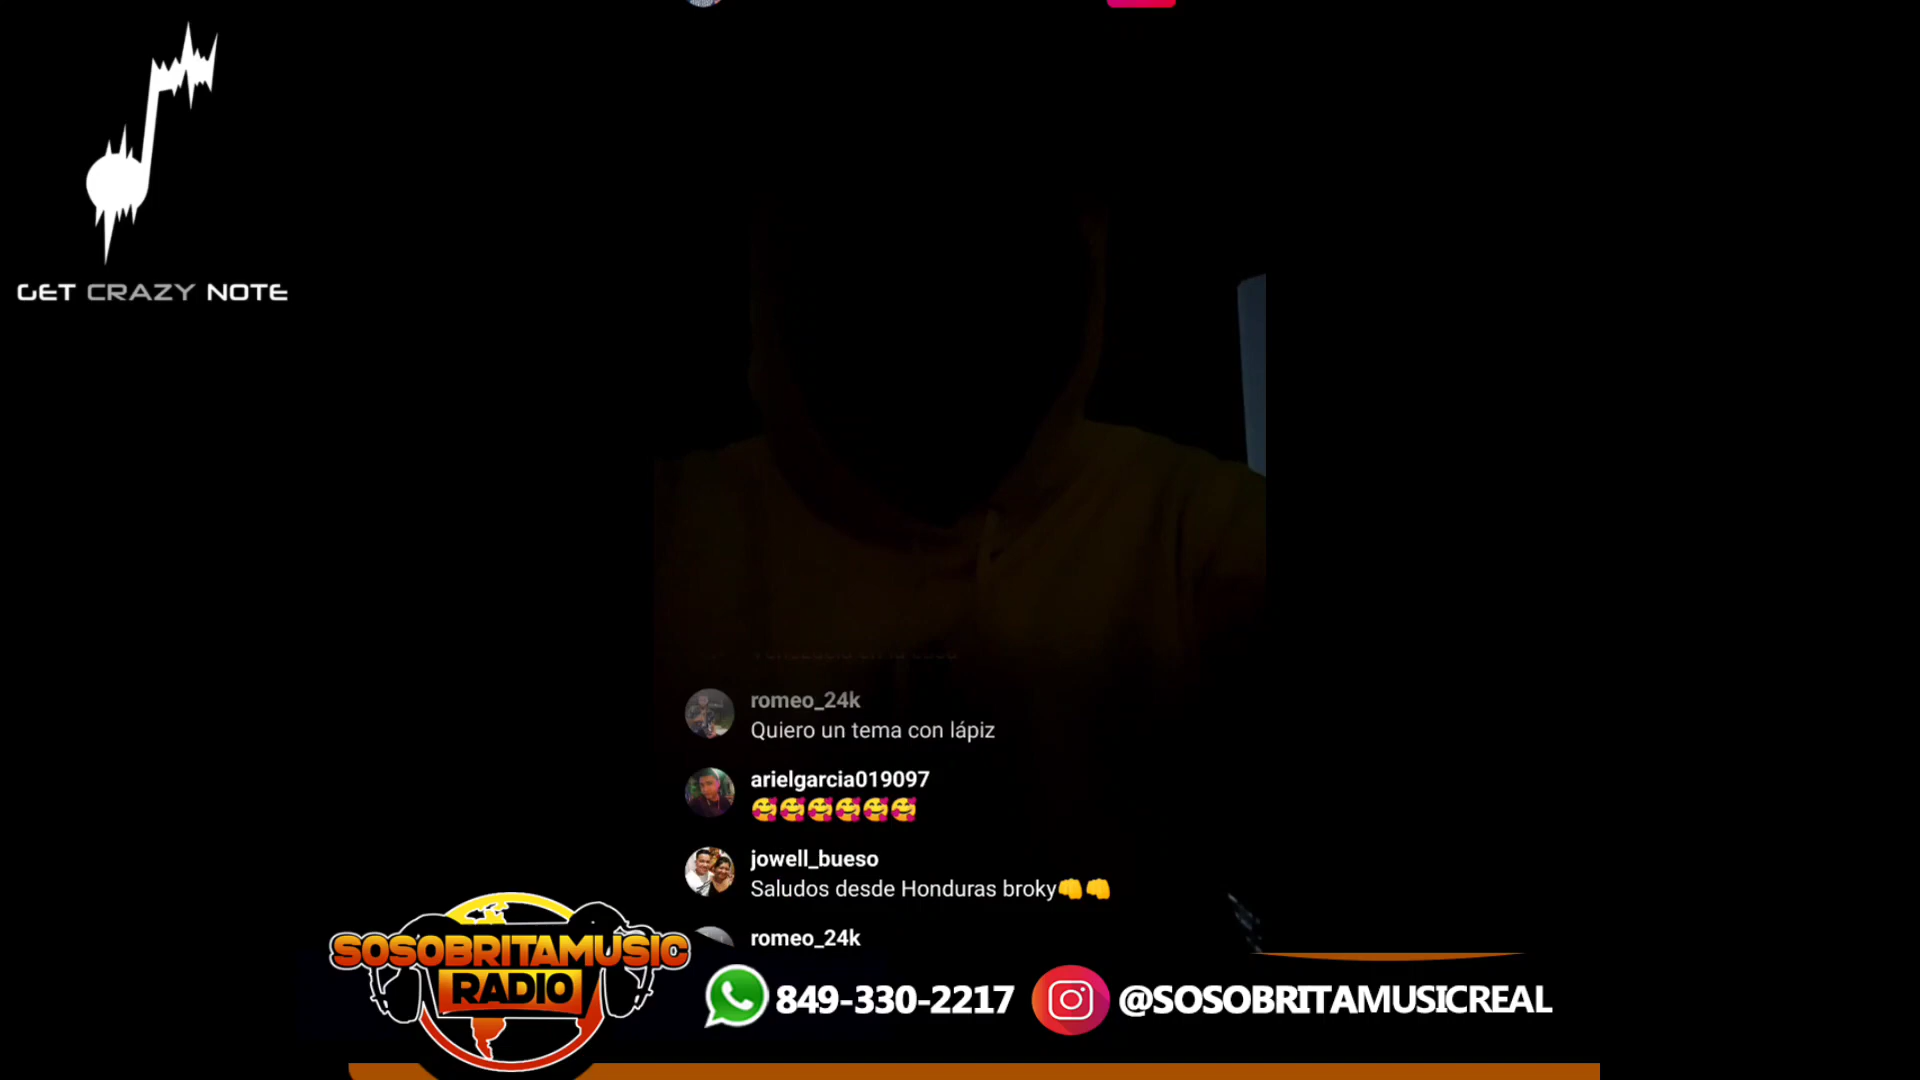 GET CRAZY NOTE
romeo_24k
Quiero un tema con lápiz
arielgarcia019097
🥰🥰🥰🥰🥰🥰
jowell_bueso
Saludos desde Honduras broky👊👊
romeo_24k
SOSOBRITAMUSIC
RADIO
849-330-2217
@SOSOBRITAMUSICREAL